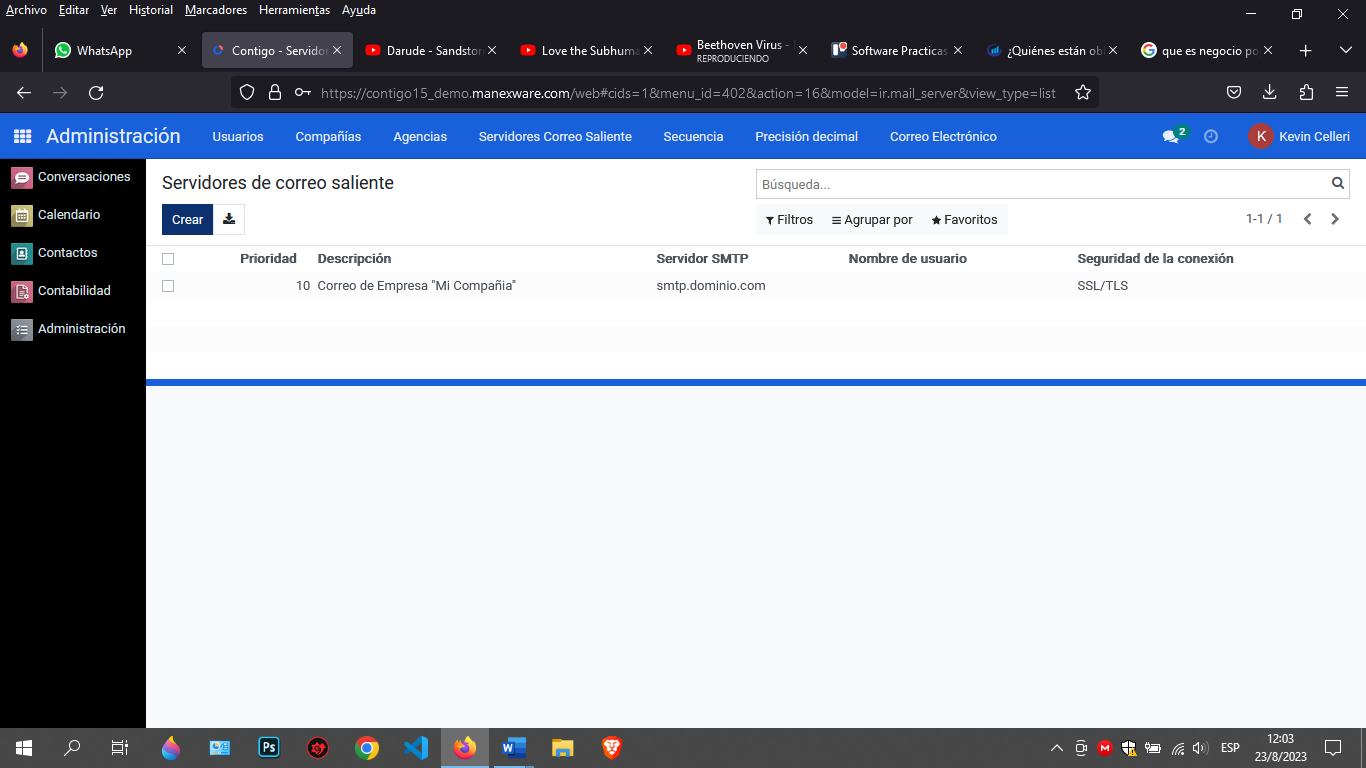 Archivo Editar Ver Historial Marcadores Herramientas Ayuda
WhatsApp
Contigo - Servidor
Darude - Sandstor
Love the Subhuma
Beethoven Virus -
REPRODUCIENDO
Software Practicas
¿Quiénes están ob
que es negocio po
https://contigo15_demo.manexware.com/web#cids=1&menu_id=402&action=16&model=ir.mail_server&view_type=list
Administración Usuarios Compañías Agencias Servidores Correo Saliente Secuencia Precisión decimal Correo Electrónico 2 K Kevin Celleri
Conversaciones
Calendario
Contactos
Contabilidad
Administración
Servidores de correo saliente
Búsqueda...
Crear
Filtros Agrupar por Favoritos 1-1 / 1
Prioridad Descripción Servidor SMTP Nombre de usuario Seguridad de la conexión
10 Correo de Empresa "Mi Compañia" smtp.dominio.com SSL/TLS
Ps
W
M
ESP
12:03
23/8/2023